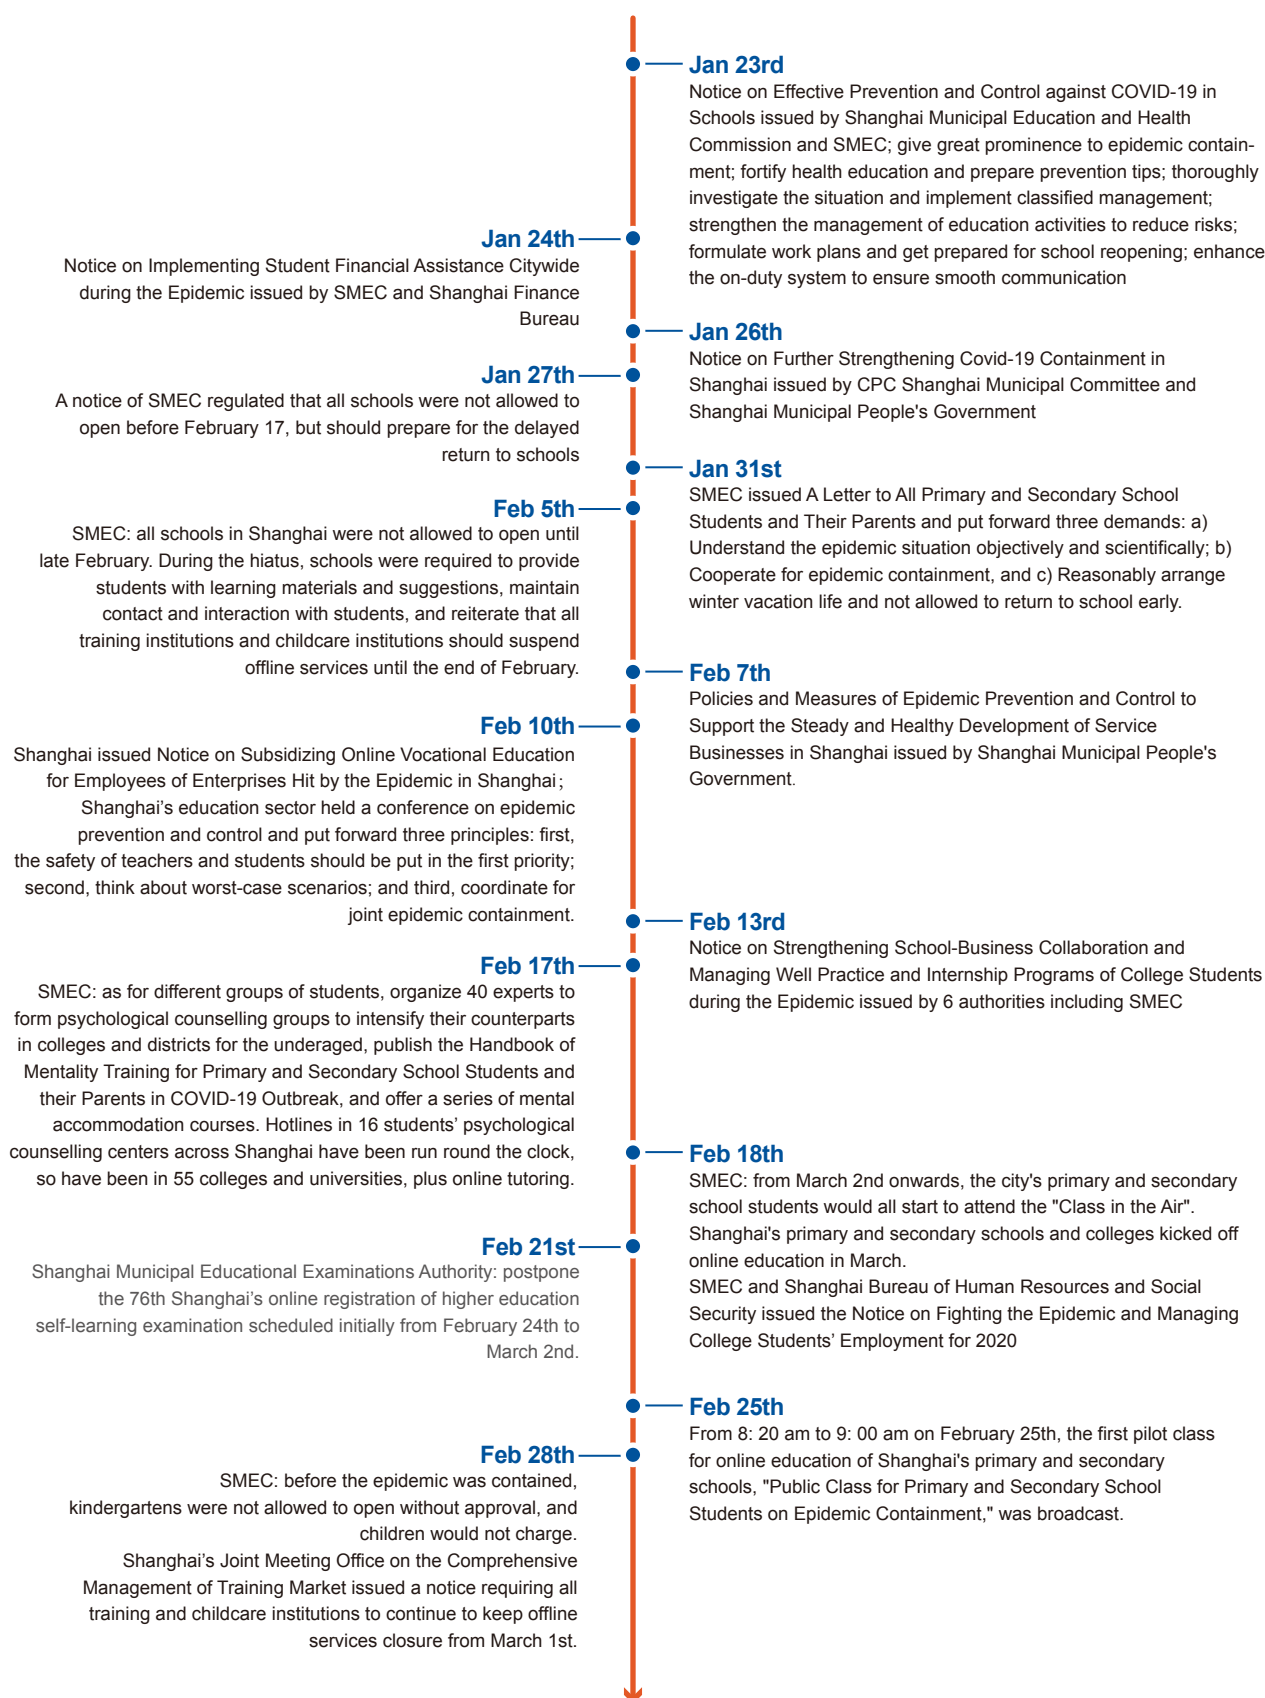 Jan 23rd
Notice on Effective Prevention and Control against COVID-19 in
Schools issued by Shanghai Municipal Education and Health
Commission and SMEC; give great prominence to epidemic contain-
ment; fortify health education and prepare prevention tips; thoroughly
investigate the situation and implement classified management;
strengthen the management of education activities to reduce risks;
formulate work plans and get prepared for school reopening; enhance
the on-duty system to ensure smooth communication
Jan 24th
Notice on Implementing Student Financial Assistance Citywide
during the Epidemic issued by SMEC and Shanghai Finance
Bureau
Jan 26th
Notice on Further Strengthening Covid-19 Containment in
Shanghai issued by CPC Shanghai Municipal Committee and
Shanghai Municipal People's Government
Jan 27th
A notice of SMEC regulated that all schools were not allowed to
open before February 17, but should prepare for the delayed
return to schools
Jan 31st
SMEC issued A Letter to All Primary and Secondary School
Students and Their Parents and put forward three demands: a)
Understand the epidemic situation objectively and scientifically; b)
Cooperate for epidemic containment, and c) Reasonably arrange
winter vacation life and not allowed to return to school early.
Feb 5th
SMEC: all schools in Shanghai were not allowed to open until
late February. During the hiatus, schools were required to provide
students with learning materials and suggestions, maintain
contact and interaction with students, and reiterate that all
training institutions and childcare institutions should suspend
offline services until the end of February.
Feb 7th
Policies and Measures of Epidemic Prevention and Control to
Support the Steady and Healthy Development of Service
Businesses in Shanghai issued by Shanghai Municipal People's
Government.
Feb 10th
Shanghai issued Notice on Subsidizing Online Vocational Education
for Employees of Enterprises Hit by the Epidemic in Shanghai；
Shanghai’s education sector held a conference on epidemic
prevention and control and put forward three principles: first,
the safety of teachers and students should be put in the first priority;
second, think about worst-case scenarios; and third, coordinate for
joint epidemic containment.
Feb 13rd
Notice on Strengthening School-Business Collaboration and
Managing Well Practice and Internship Programs of College Students
during the Epidemic issued by 6 authorities including SMEC
Feb 17th
SMEC: as for different groups of students, organize 40 experts to
form psychological counselling groups to intensify their counterparts
in colleges and districts for the underaged, publish the Handbook of
Mentality Training for Primary and Secondary School Students and
their Parents in COVID-19 Outbreak, and offer a series of mental
accommodation courses. Hotlines in 16 students’ psychological
counselling centers across Shanghai have been run round the clock,
so have been in 55 colleges and universities, plus online tutoring.
Feb 18th
SMEC: from March 2nd onwards, the city's primary and secondary
school students would all start to attend the "Class in the Air".
Shanghai's primary and secondary schools and colleges kicked off
online education in March.
SMEC and Shanghai Bureau of Human Resources and Social
Security issued the Notice on Fighting the Epidemic and Managing
College Students’ Employment for 2020
Feb 21st
Shanghai Municipal Educational Examinations Authority: postpone
the 76th Shanghai’s online registration of higher education
self-learning examination scheduled initially from February 24th to
March 2nd.
Feb 25th
From 8: 20 am to 9: 00 am on February 25th, the first pilot class
for online education of Shanghai's primary and secondary
schools, "Public Class for Primary and Secondary School
Students on Epidemic Containment," was broadcast.
Feb 28th
SMEC: before the epidemic was contained,
kindergartens were not allowed to open without approval, and
children would not charge.
Shanghai’s Joint Meeting Office on the Comprehensive
Management of Training Market issued a notice requiring all
training and childcare institutions to continue to keep offline
services closure from March 1st.